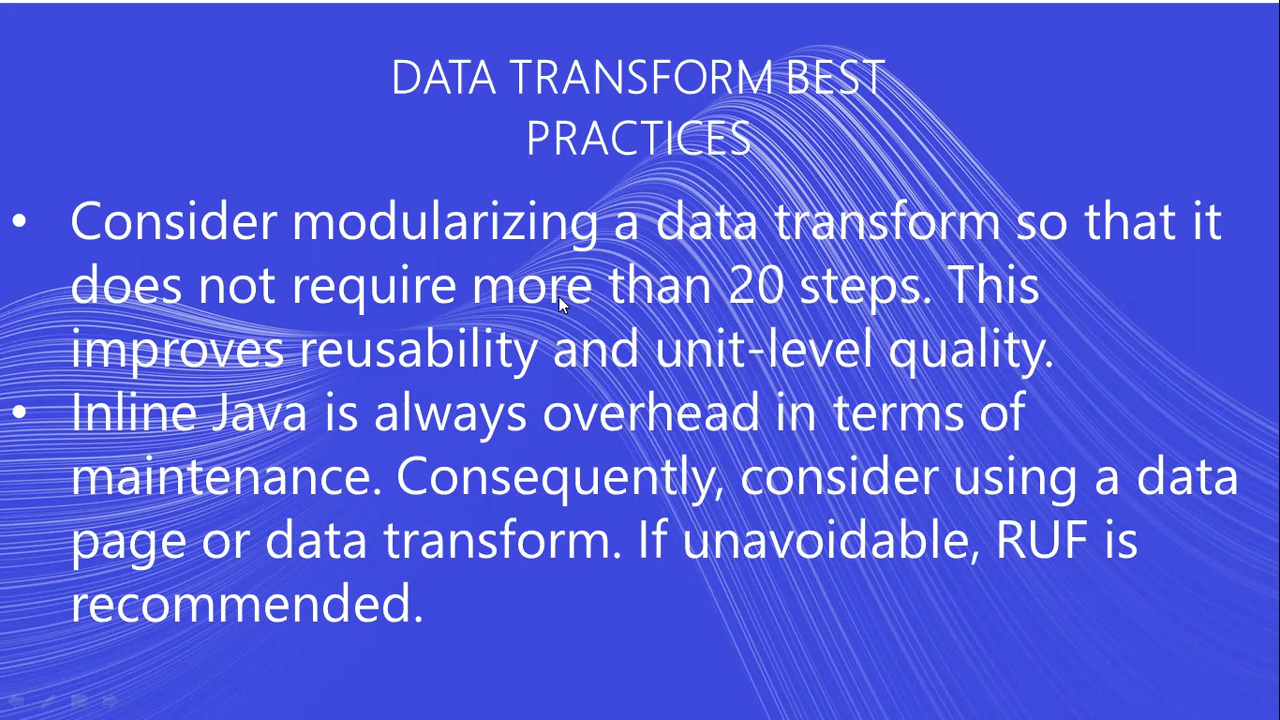 DATA TRANSFORM BEST
PRACTICES
• Consider modularizing a data transform so that it
does not require more than 20 steps. This
improves reusability and unit-level quality.
• Inline Java is always overhead in terms of
maintenance. Consequently, consider using a data
page or data transform. If unavoidable, RUF is
recommended.